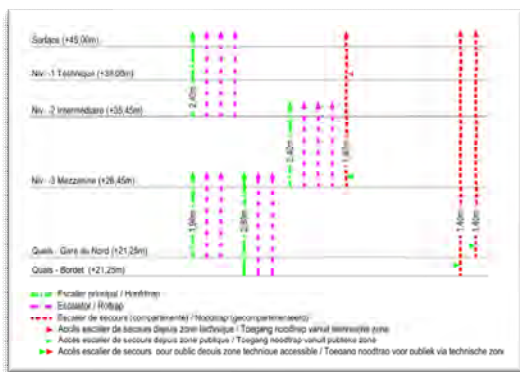 Surface (+45,00m)
Niv. -1 Technique (+39,05m)
Niv. -2 Intermédiaire (+35,45m)
Niv. -3 Mezzanine (+26,45m)
Quais - Gare du Nord (+21,25m)
Quais - Bordet (+21,25m)
2,40m
2,40m
1,80m
2,80m
1,40m
1,40m
Escalier principal / Hoofdtrap
Escalator / Roltrap
Escalier de secours (compartimenté) / Noodtrap (gecompartimenteerd)
Accès escalier de secours depuis zone technique / Toegang noodtrap vanuit technische zone
Accès escalier de secours depuis zone publique / Toegang noodtrap vanuit publieke zone
Accès escalier de secours pour public depuis zone technique accessible / Toegang noodtrap voor publiek via technische zone